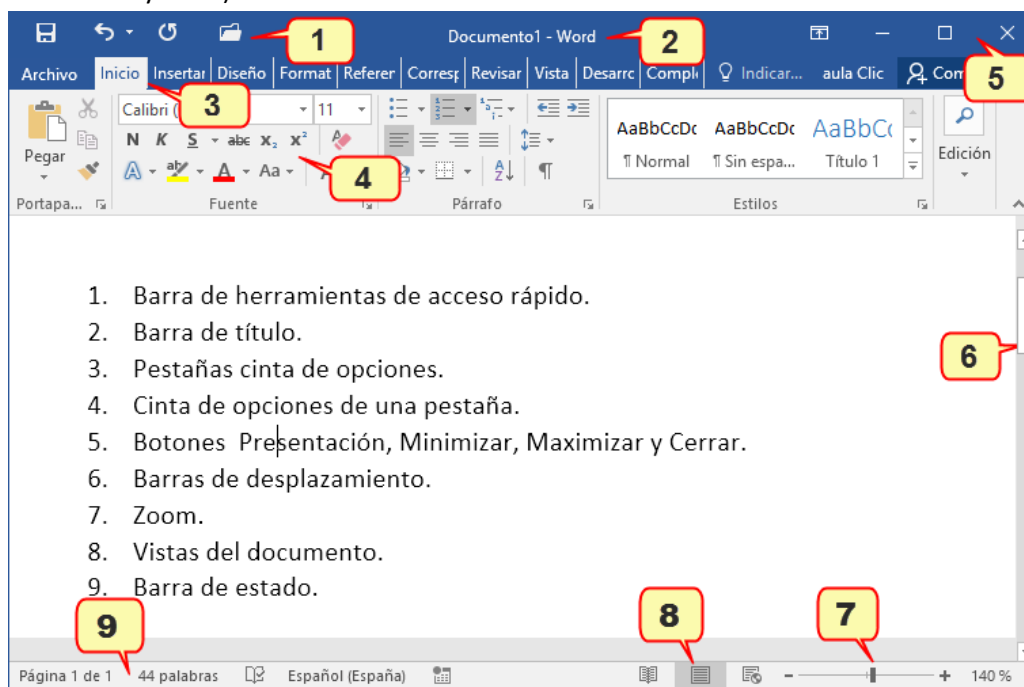 1
Documento1 - Word
2
Archivo Inicio Insertar Diseño Format Referer Corresp Revisar Vista Desarrc Comple Indicar... aula Clic Com
3
5
Calibri ( 11
N K S abc x₂ x²
A aby A Aa A
4
Pegar
AaBbCcDc AaBbCcDc AaBbC
¶ Normal ¶ Sin espa... Título 1
Edición
Portapa... Fuente Párrafo Estilos
1. Barra de herramientas de acceso rápido.
2. Barra de título.
3. Pestañas cinta de opciones.
4. Cinta de opciones de una pestaña.
5. Botones  Presentación, Minimizar, Maximizar y Cerrar.
6. Barras de desplazamiento.
7. Zoom.
8. Vistas del documento.
9. Barra de estado.
6
9
8
7
Página 1 de 1 44 palabras Español (España) 140 %